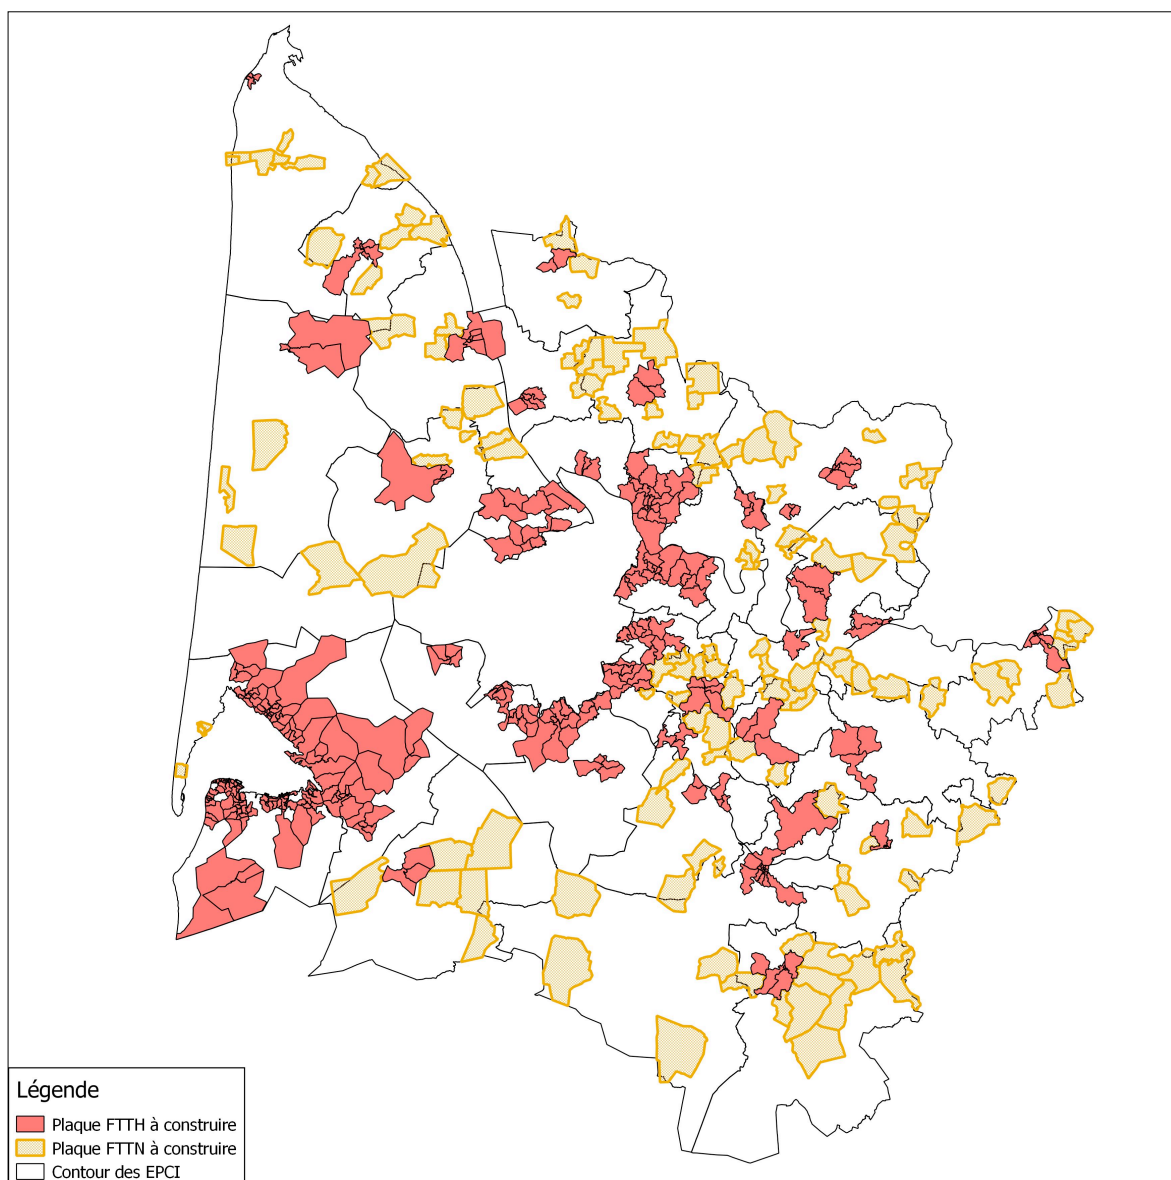 Légende
Plaque FTTH à construire
Plaque FTTN à construire
Contour des EPCI